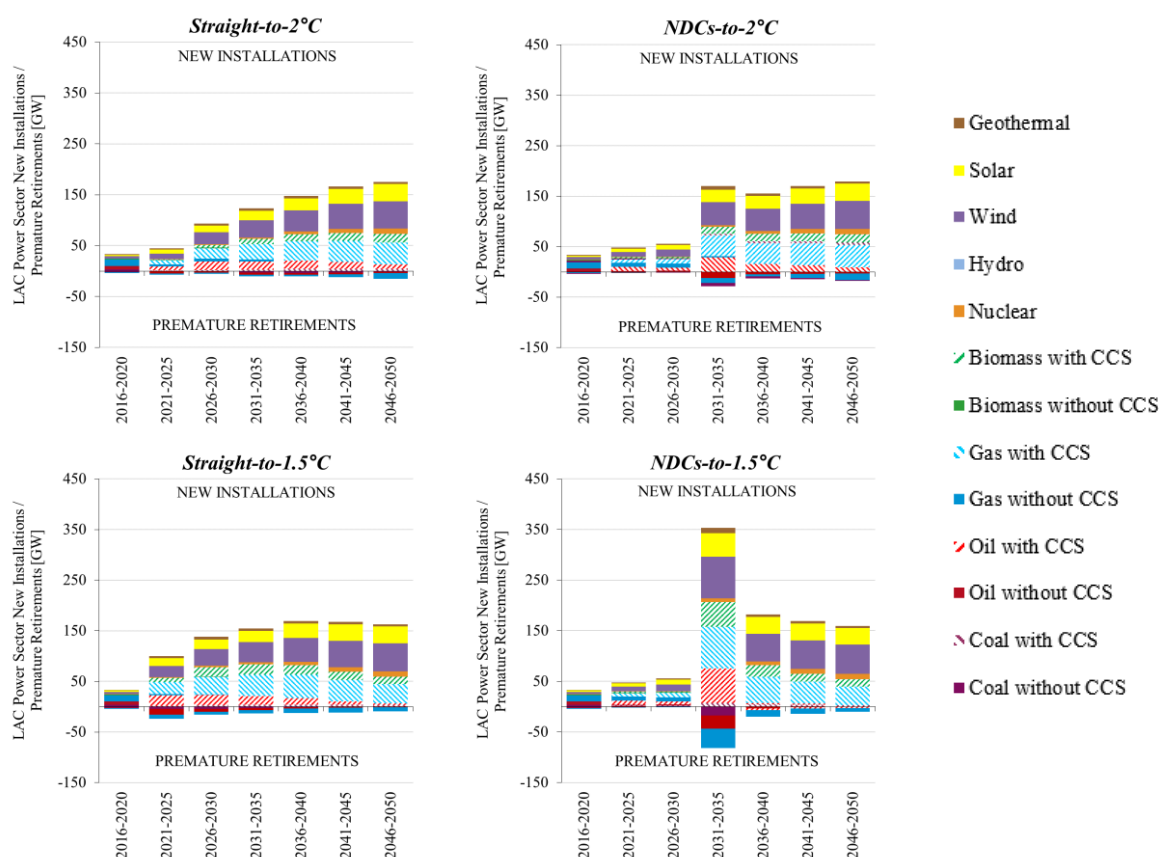 Straight-to-2°C
NEW INSTALLATIONS
LAC Power Sector New Installations /
Premature Retirements [GW]
450
350
250
150
50
-50
-150
PREMATURE RETIREMENTS
2016-2020
2021-2025
2026-2030
2031-2035
2036-2040
2041-2045
2046-2050
NDCs-to-2°C
NEW INSTALLATIONS
LAC Power Sector New Installations /
Premature Retirements [GW]
450
350
250
150
50
-50
-150
PREMATURE RETIREMENTS
2016-2020
2021-2025
2026-2030
2031-2035
2036-2040
2041-2045
2046-2050
Straight-to-1.5°C
NEW INSTALLATIONS
LAC Power Sector New Installations /
Premature Retirements [GW]
450
350
250
150
50
-50
-150
PREMATURE RETIREMENTS
2016-2020
2021-2025
2026-2030
2031-2035
2036-2040
2041-2045
2046-2050
NDCs-to-1.5°C
NEW INSTALLATIONS
LAC Power Sector New Installations /
Premature Retirements [GW]
450
350
250
150
50
-50
-150
PREMATURE RETIREMENTS
2016-2020
2021-2025
2026-2030
2031-2035
2036-2040
2041-2045
2046-2050
Geothermal
Solar
Wind
Hydro
Nuclear
Biomass with CCS
Biomass without CCS
Gas with CCS
Gas without CCS
Oil with CCS
Oil without CCS
Coal with CCS
Coal without CCS